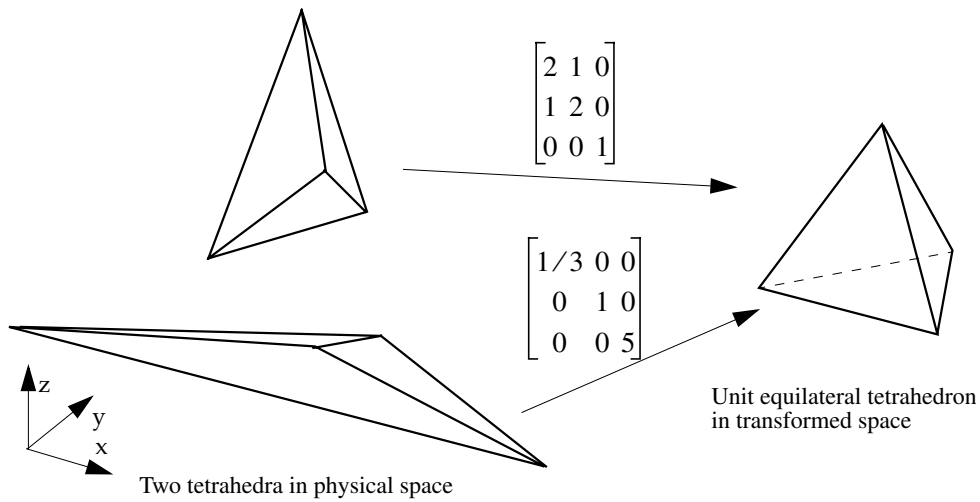 2 1 0
1 2 0
0 0 1
1/3 0 0
0 1 0
0 0 5
z
y
x
Unit equilateral tetrahedron
in transformed space
Two tetrahedra in physical space